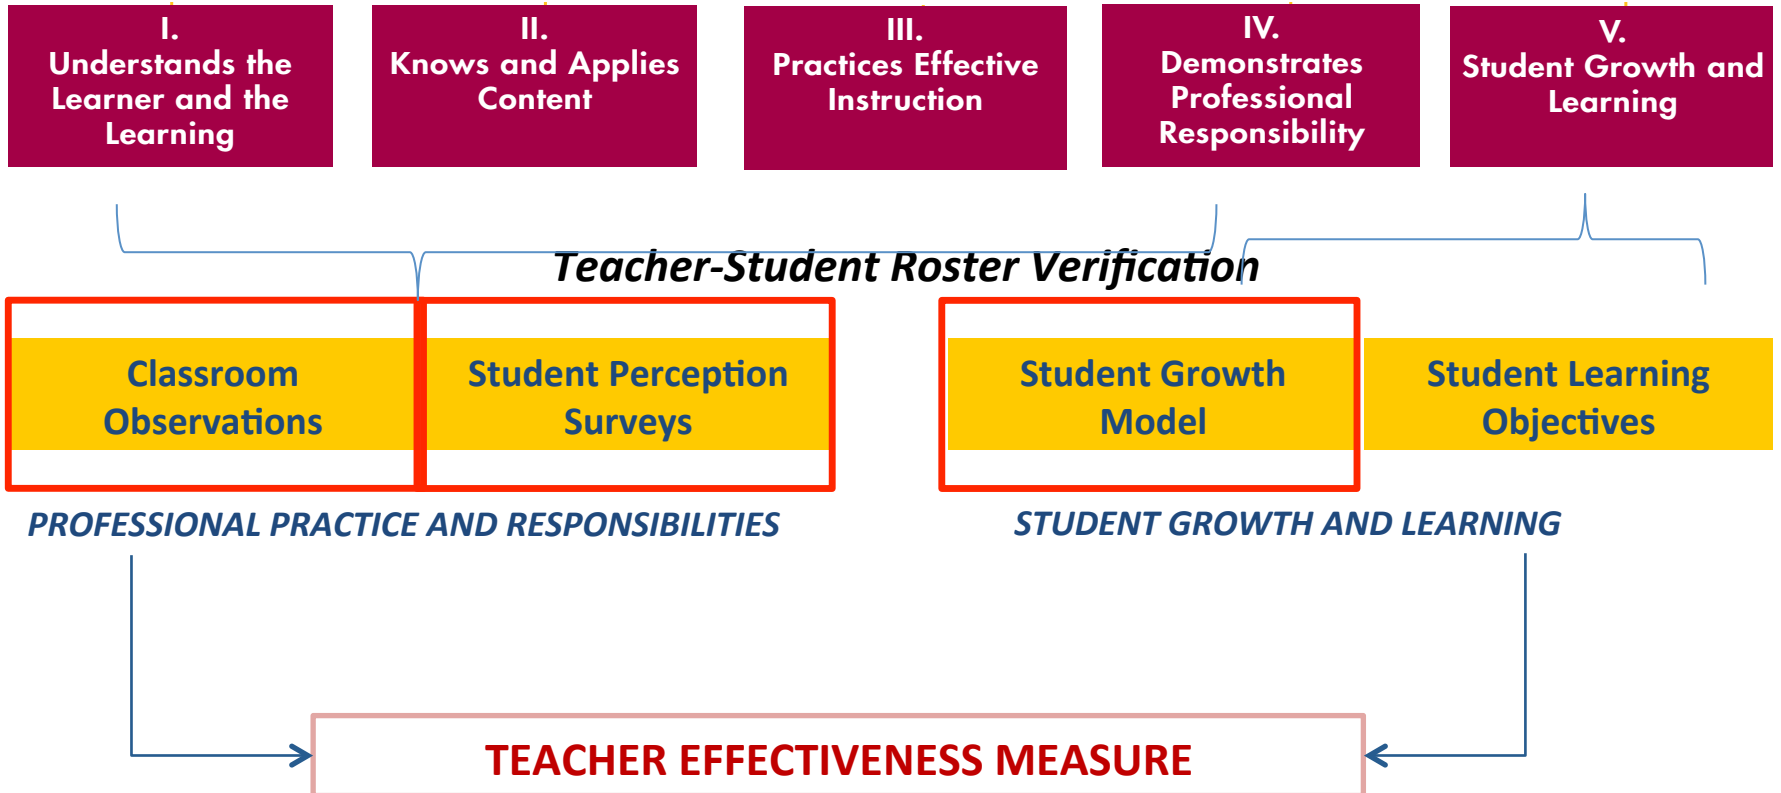 I.
Understands the
Learner and the
Learning
II.
Knows and Applies
Content
III.
Practices Effective
Instruction
IV.
Demonstrates
Professional
Responsibility
V.
Student Growth and
Learning
Teacher-Student Roster Verification
Classroom
Observations
Student Perception
Surveys
Student Growth
Model
Student Learning
Objectives
PROFESSIONAL PRACTICE AND RESPONSIBILITIES
STUDENT GROWTH AND LEARNING
TEACHER EFFECTIVENESS MEASURE